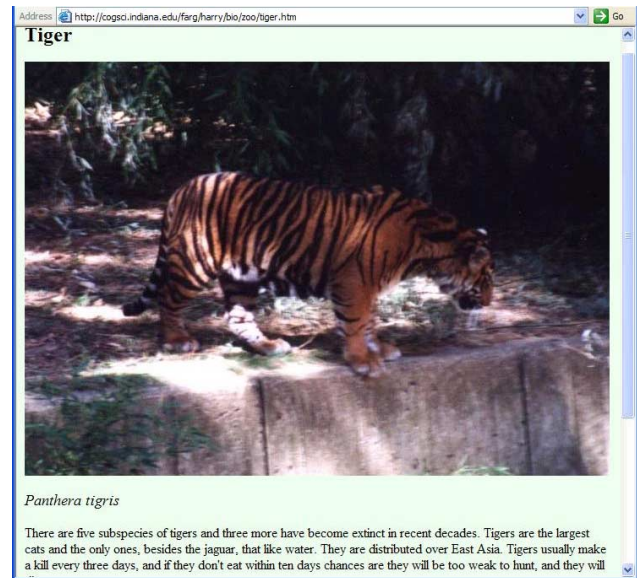 Address http://cogsci.indiana.edu/farg/harry/bio/zoo/tiger.htm Go
Tiger
Panthera tigris
There are five subspecies of tigers and three more have become extinct in recent decades. Tigers are the largest
cats and the only ones, besides the jaguar, that like water. They are distributed over East Asia. Tigers usually make
a kill every three days, and if they don't eat within ten days chances are they will be too weak to hunt, and they will